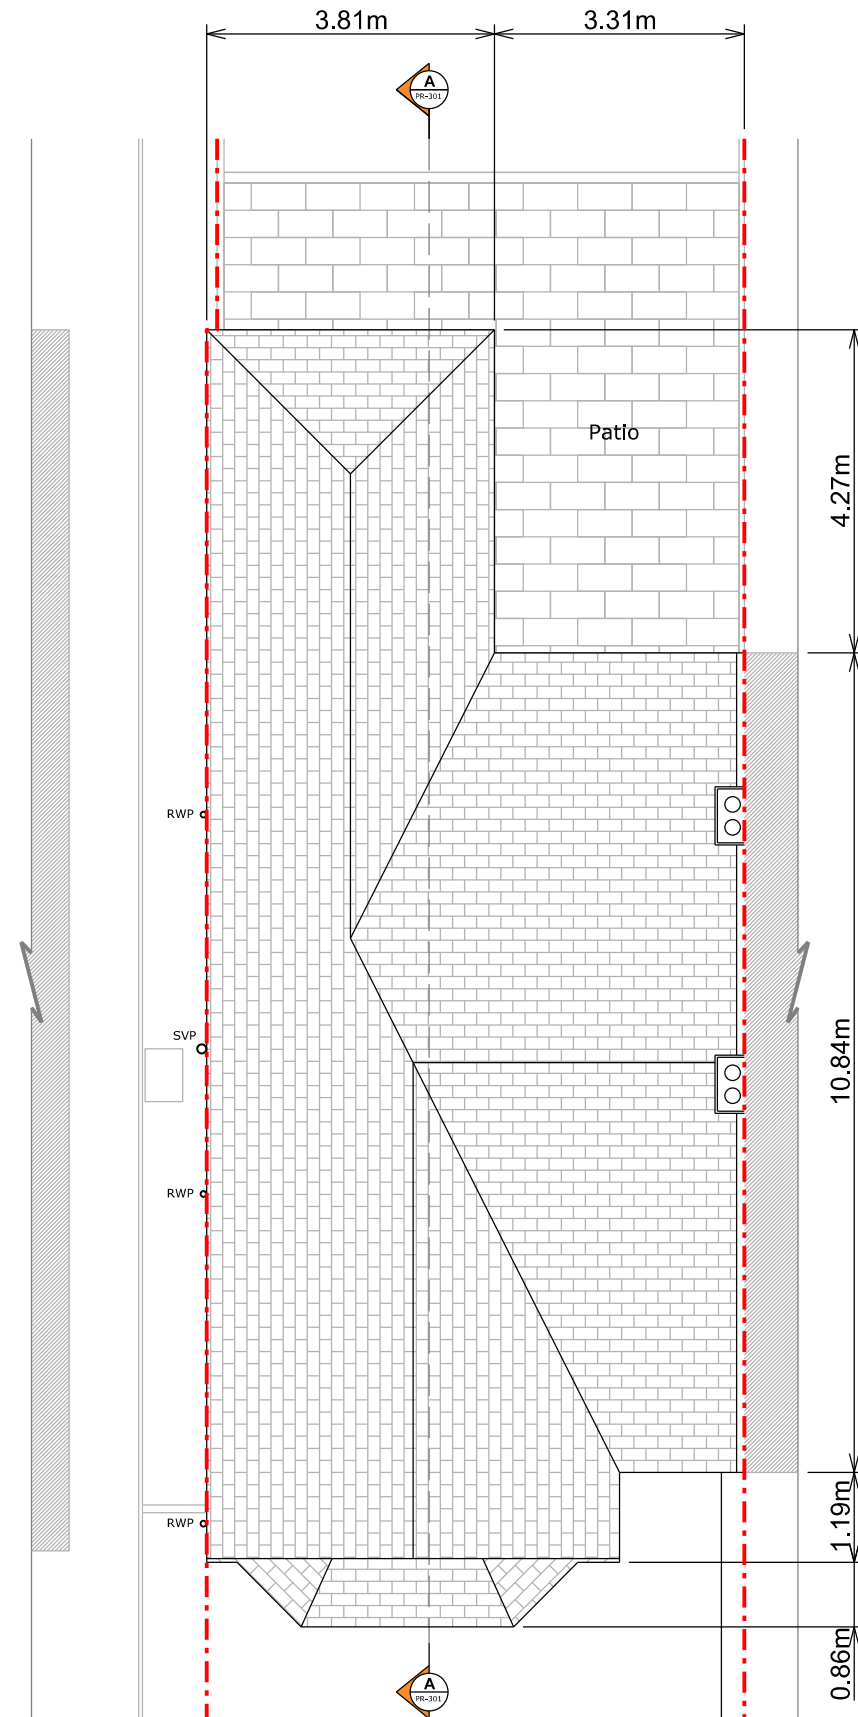 3.81m
3.31m
A
PR-301
Patio
4.27m
RWP
SVP
10.84m
RWP
1.19m
RWP
0.86m
A
PR-301